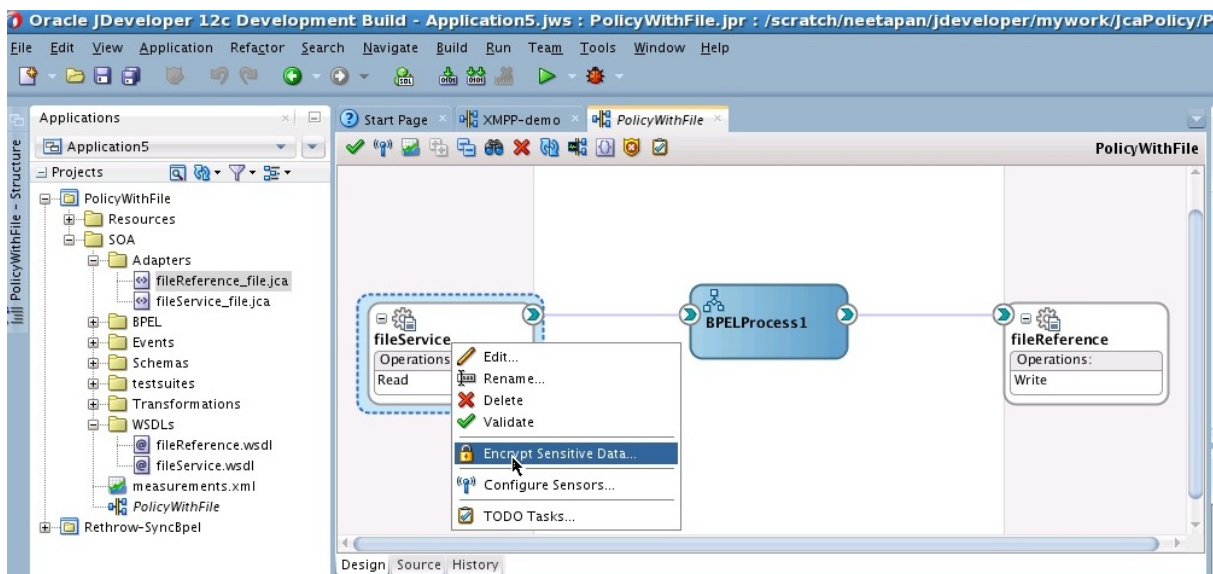 Oracle JDeveloper 12c Development Build - Application5.jws : PolicyWithFile.jpr : /scratch/neetapan/jdeveloper/mywork/JcaPolicy/P
File Edit View Application Refactor Search Navigate Build Run Team Tools Window Help
PolicyWithFile - Structure
Applications
Application5
Projects
PolicyWithFile
Resources
SOA
Adapters
fileReference_file.jca
fileService_file.jca
BPEL
Events
Schemas
testsuites
Transformations
WSDLs
fileReference.wsdl
fileService.wsdl
measurements.xml
PolicyWithFile
Rethrow-SyncBpel
Start Page XMPP-demo PolicyWithFile
PolicyWithFile
fileService
Operations
Read
BPELProcess1
fileReference
Operations:
Write
Edit...
Rename...
Delete
Validate
Encrypt Sensitive Data...
Configure Sensors...
TODO Tasks...
Design Source History